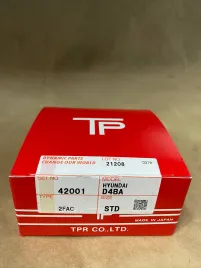 TP
DYNAMIC PARTS
CHANGE OUR WORLD
LOT NO.
21208
SET NO.
42001
MODEL
HYUNDAI
D4BA
TYPE
2FAC
SIZE
STD
MADE IN JAPAN
TPR CO.,LTD.